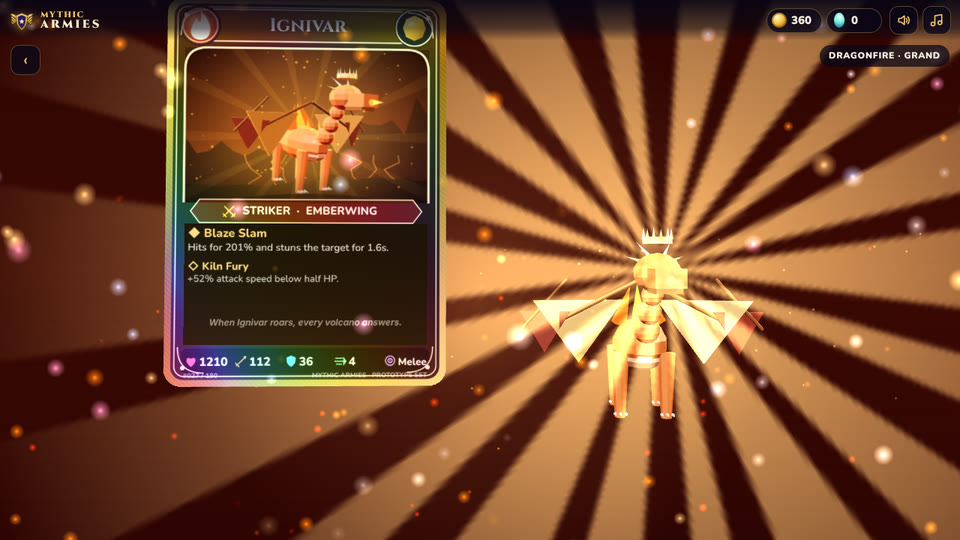 MYTHIC
ARMIES
360
0
‹
DRAGONFIRE · GRAND
IGNIVAR
STRIKER · EMBERWING
Blaze Slam
Hits for 201% and stuns the target for 1.6s.
Kiln Fury
+52% attack speed below half HP.
When Ignivar roars, every volcano answers.
1210
112
36
4
Melee
MYTHIC ARMIES · PROTOTYPE SET